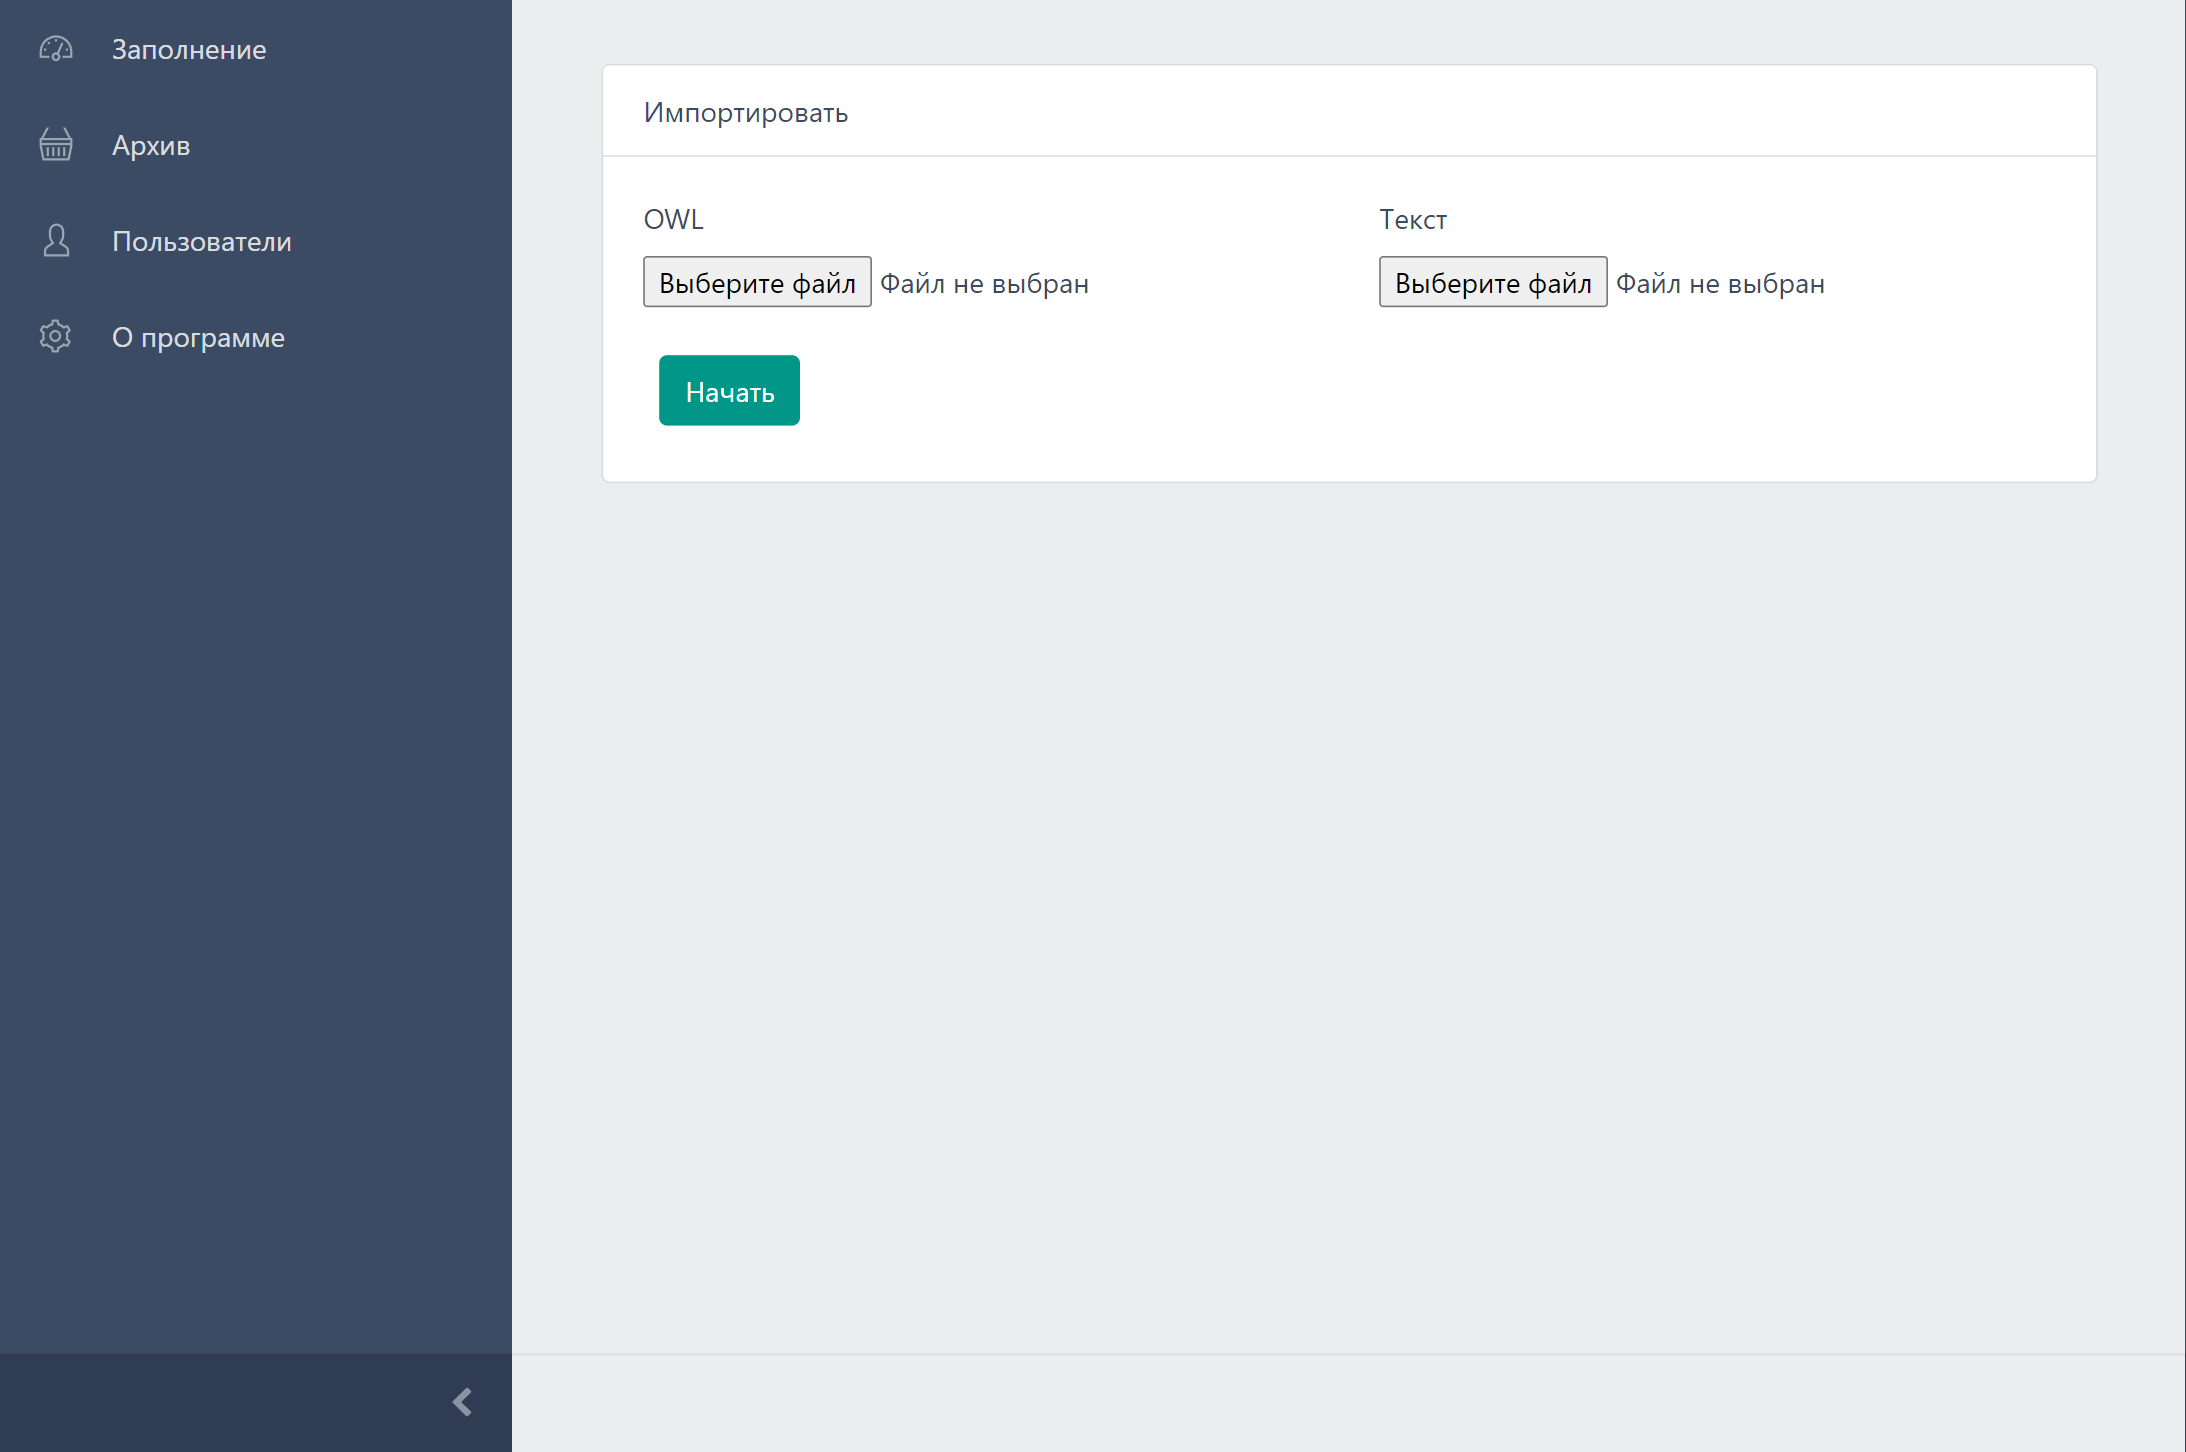 Заполнение
Архив
Пользователи
О программе
Импортировать
OWL
Выберите файл Файл не выбран
Текст
Выберите файл Файл не выбран
Начать